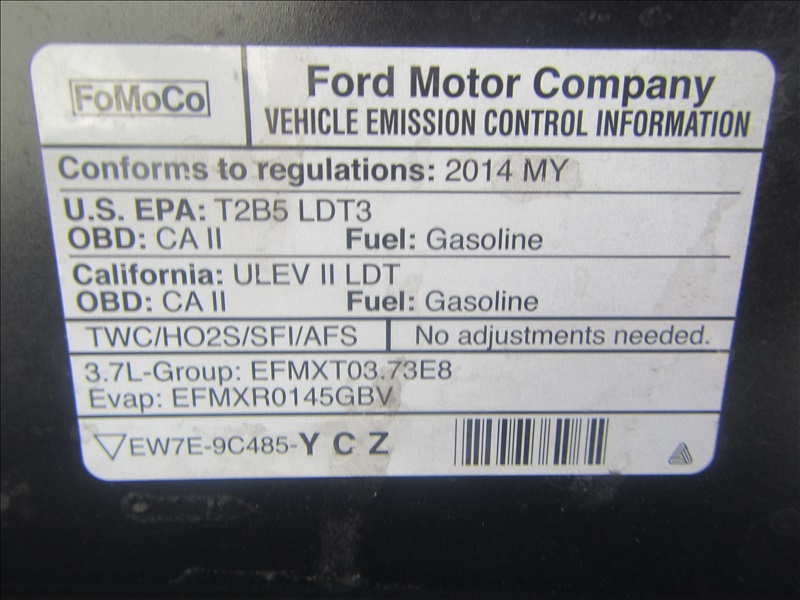 FoMoCo
Ford Motor Company
VEHICLE EMISSION CONTROL INFORMATION
Conforms to regulations: 2014 MY
U.S. EPA: T2B5 LDT3
OBD: CA II Fuel: Gasoline
California: ULEV II LDT
OBD: CA II Fuel: Gasoline
TWC/HO2S/SFI/AFS No adjustments needed.
3.7L-Group: EFMXT03.73E8
Evap: EFMXR0145GBV
EW7E-9C485-Y C Z